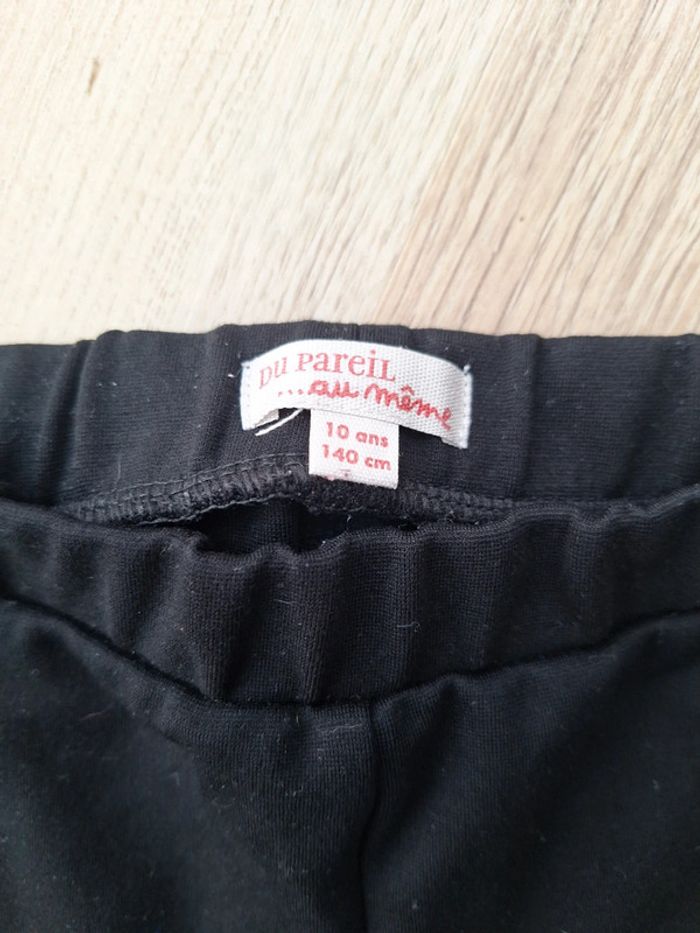 DU PAREIL
...au même
10 ans
140 cm